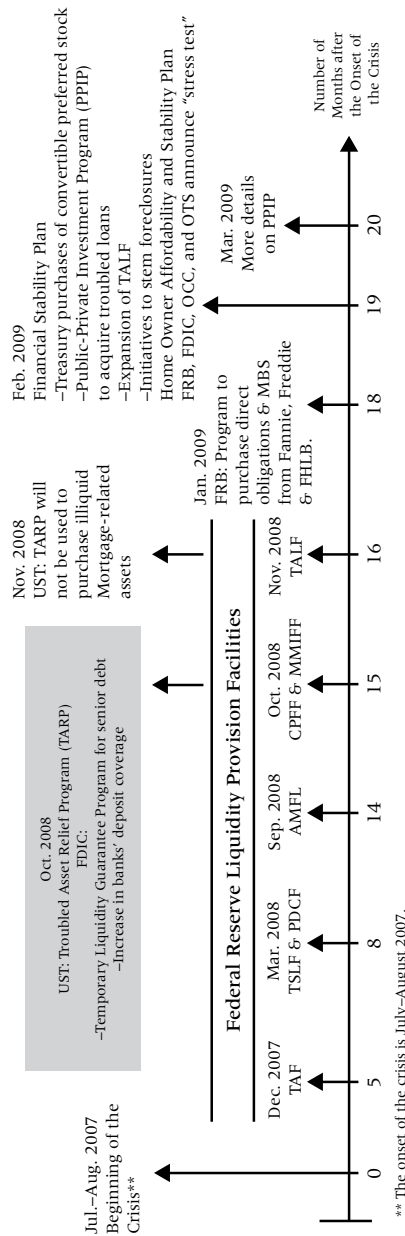 Jul.–Aug. 2007
Beginning of the
Crisis**
Oct. 2008
UST: Troubled Asset Relief Program (TARP)
FDIC:
–Temporary Liquidity Guarantee Program for senior debt
–Increase in banks’ deposit coverage
Nov. 2008
UST: TARP will
not be used to
purchase illiquid
Mortgage-related
assets
Feb. 2009
Financial Stability Plan
–Treasury purchases of convertible preferred stock
–Public-Private Investment Program (PPIP)
to acquire troubled loans
–Expansion of TALF
–Initiatives to stem foreclosures
Home Owner Affordability and Stability Plan
FRB, FDIC, OCC, and OTS announce “stress test”
Federal Reserve Liquidity Provision Facilities
Dec. 2007
TAF
Mar. 2008
TSLF & PDCF
Sep. 2008
AMFL
Oct. 2008
CPFF & MMIFF
Nov. 2008
TALF
Jan. 2009
FRB: Program to
purchase direct
obligations & MBS
from Fannie, Freddie
& FHLB.
Mar. 2009
More details
on PPIP
Number of
Months after
the Onset of
the Crisis
0
5
8
14
15
16
18
19
20
** The onset of the crisis is July–August 2007.